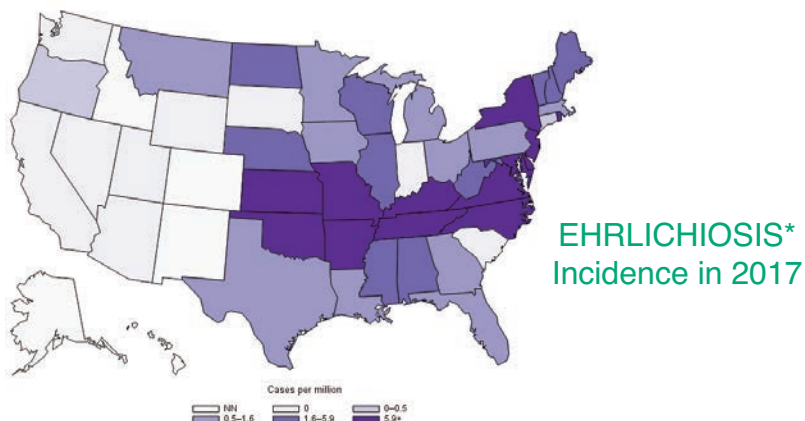 EHRLICHIOSIS*
Incidence in 2017
Cases per million
NN 0 0–0.5
0.5–1.6 1.6–5.9 5.9+